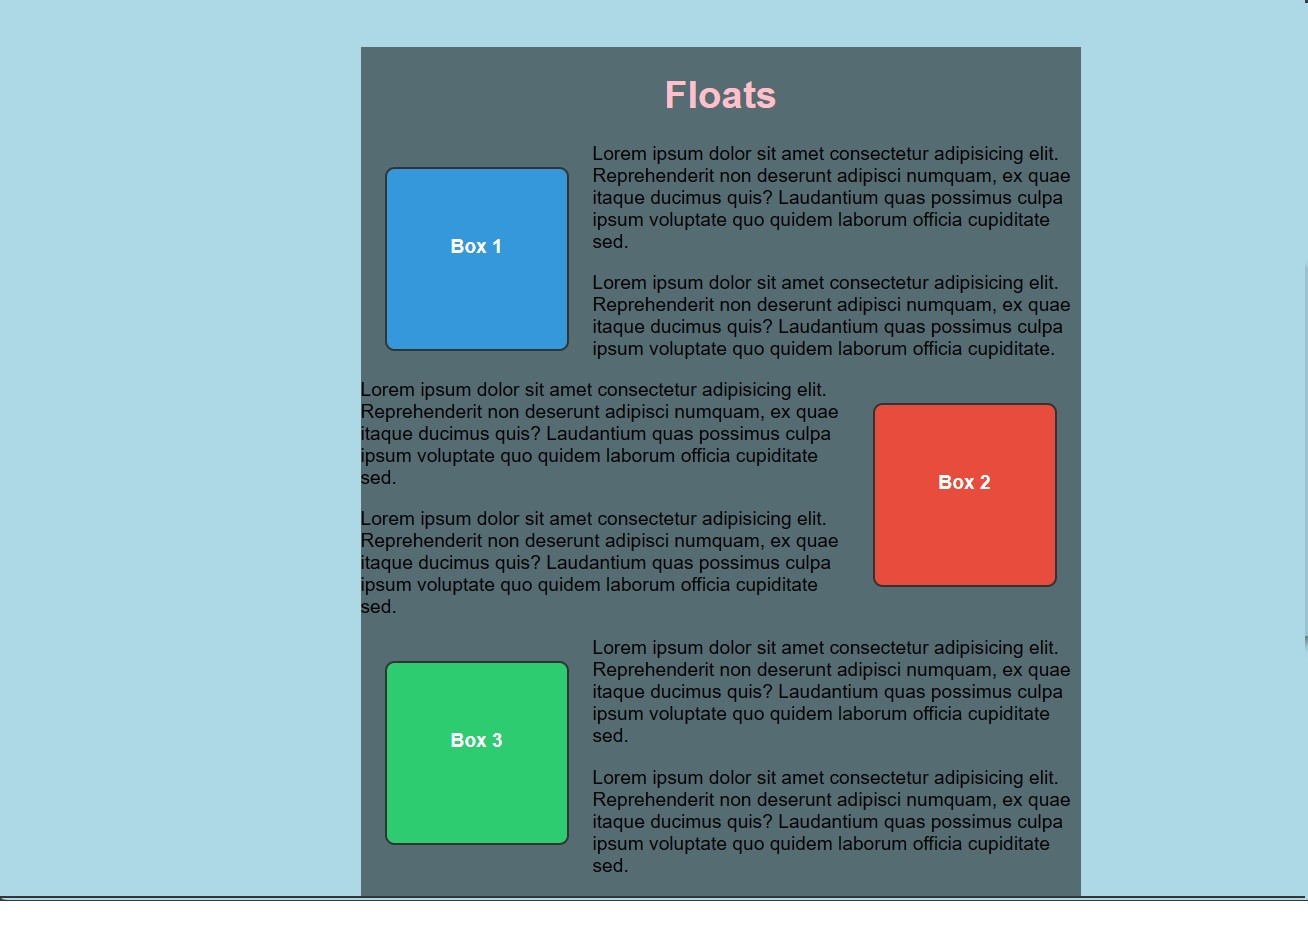 Floats
Box 1
Lorem ipsum dolor sit amet consectetur adipisicing elit.
Reprehenderit non deserunt adipisci numquam, ex quae
itaque ducimus quis? Laudantium quas possimus culpa
ipsum voluptate quo quidem laborum officia cupiditate
sed.
Lorem ipsum dolor sit amet consectetur adipisicing elit.
Reprehenderit non deserunt adipisci numquam, ex quae
itaque ducimus quis? Laudantium quas possimus culpa
ipsum voluptate quo quidem laborum officia cupiditate.
Lorem ipsum dolor sit amet consectetur adipisicing elit.
Reprehenderit non deserunt adipisci numquam, ex quae
itaque ducimus quis? Laudantium quas possimus culpa
ipsum voluptate quo quidem laborum officia cupiditate
sed.
Lorem ipsum dolor sit amet consectetur adipisicing elit.
Reprehenderit non deserunt adipisci numquam, ex quae
itaque ducimus quis? Laudantium quas possimus culpa
ipsum voluptate quo quidem laborum officia cupiditate
sed.
Box 2
Box 3
Lorem ipsum dolor sit amet consectetur adipisicing elit.
Reprehenderit non deserunt adipisci numquam, ex quae
itaque ducimus quis? Laudantium quas possimus culpa
ipsum voluptate quo quidem laborum officia cupiditate
sed.
Lorem ipsum dolor sit amet consectetur adipisicing elit.
Reprehenderit non deserunt adipisci numquam, ex quae
itaque ducimus quis? Laudantium quas possimus culpa
ipsum voluptate quo quidem laborum officia cupiditate
sed.